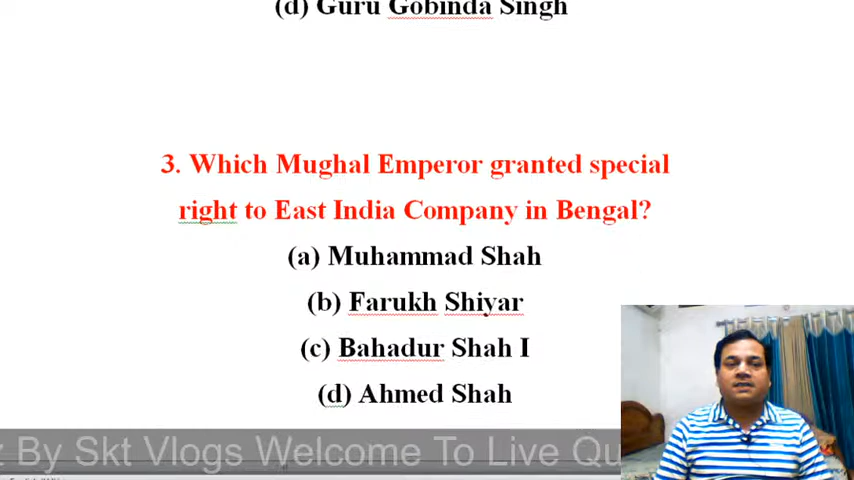 (d) Guru Gobinda Singh
3. Which Mughal Emperor granted special
right to East India Company in Bengal?
(a) Muhammad Shah
(b) Farukh Shiyar
(c) Bahadur Shah I
(d) Ahmed Shah
z By Skt Vlogs Welcome To Live Qu